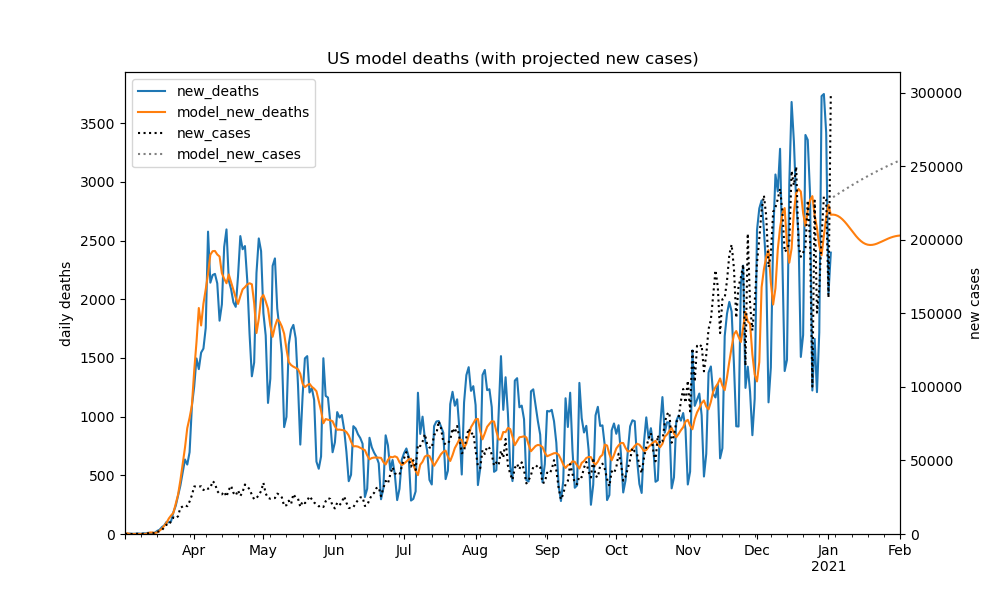 US model deaths (with projected new cases)
new_deaths
model_new_deaths
new_cases
model_new_cases
daily deaths
3500
3000
2500
2000
1500
1000
500
0
300000
250000
200000
150000
100000
50000
0
new cases
Apr May Jun Jul Aug Sep Oct Nov Dec Jan Feb
2021